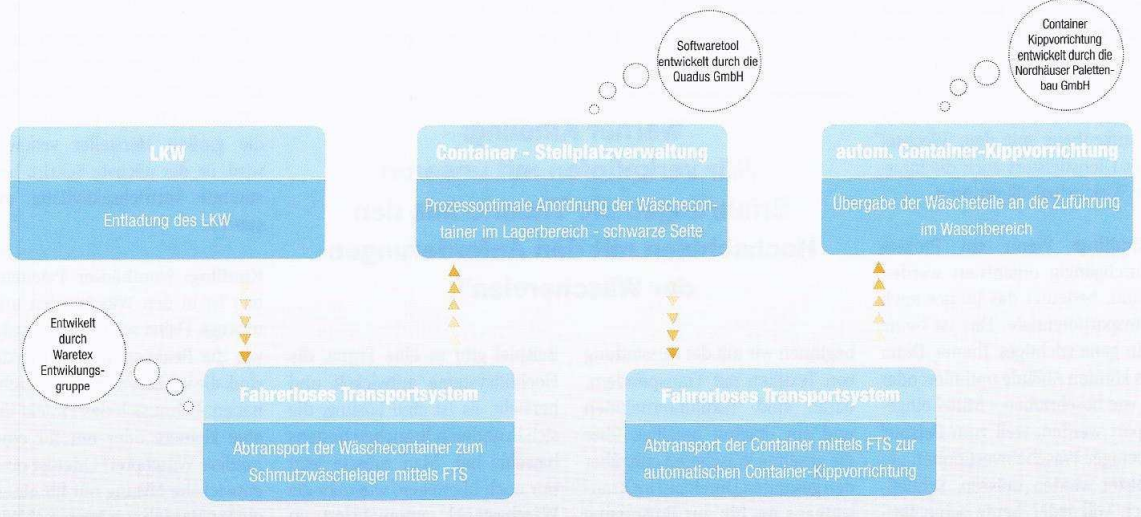 Container
Kippvorrichtung
entwickelt durch die
Nordhäuser Paletten-
bau GmbH
Softwaretool
entwickelt durch die
Quadus GmbH
LKW
Entladung des LKW
Container - Stellplatzverwaltung
Prozessoptimale Anordnung der Wäschecon-
tainer im Lagerbereich - schwarze Seite
autom. Container-Kippvorrichtung
Übergabe der Wäscheteile an die Zuführung
im Waschbereich
Entwikelt
durch
Waretex
Entwiklungs-
gruppe
Fahrerloses Transportsystem
Abtransport der Wäschecontainer zum
Schmutzwäschelager mittels FTS
Fahrerloses Transportsystem
Abtransport der Container mittels FTS zur
automatischen Container-Kippvorrichtung